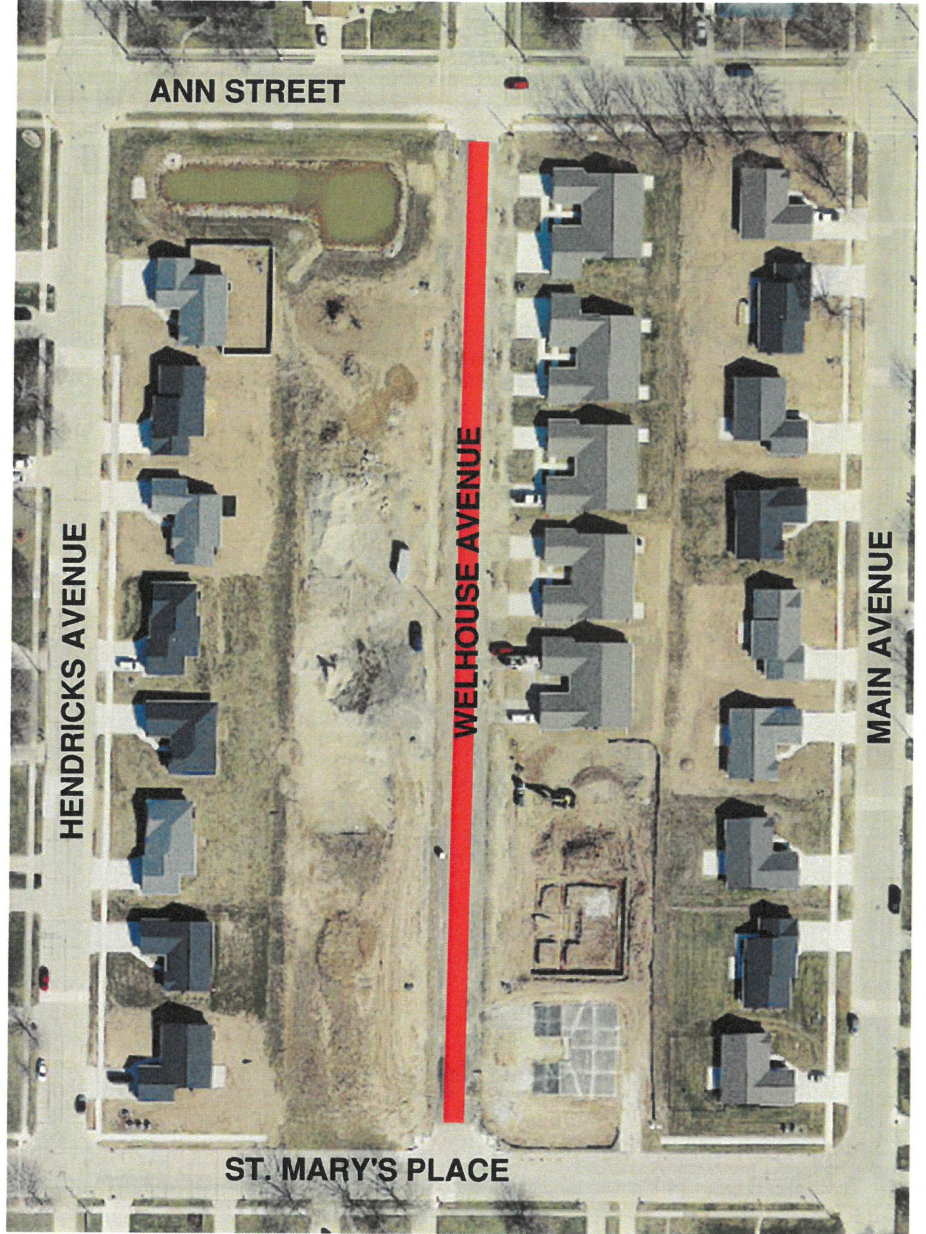 ANN STREET
WELHOUSE AVENUE
HENDRICKS AVENUE
MAIN AVENUE
ST. MARY'S PLACE